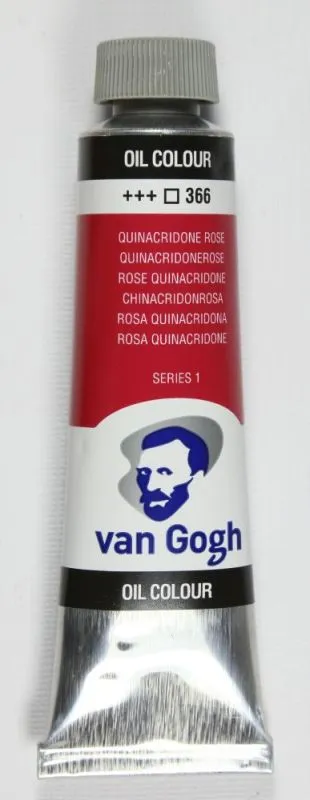 OIL COLOUR
+++ □ 366
QUINACRIDONE ROSE
QUINACRIDONEROSE
ROSE QUINACRIDONE
CHINACRIDONROSA
ROSA QUINACRIDONA
ROSA QUINACRIDONE
SERIES 1
van Gogh
OIL COLOUR